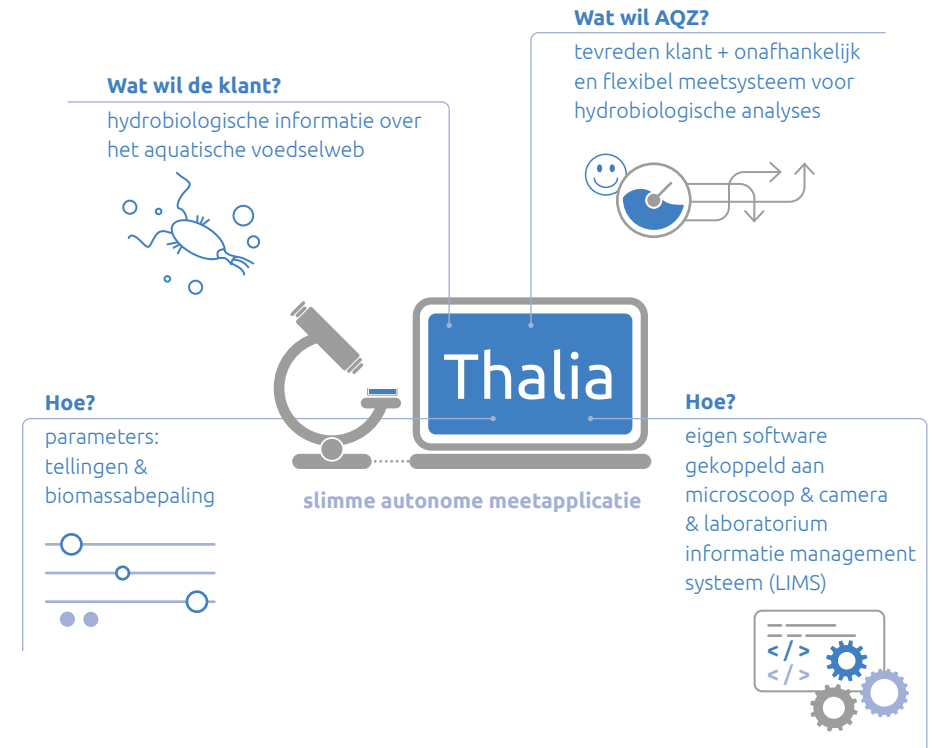 Wat wil AQZ?
tevreden klant + onafhankelijk
en flexibel meetsysteem voor
hydrobiologische analyses
Wat wil de klant?
hydrobiologische informatie over
het aquatische voedselweb
Thalia
slimme autonome meetapplicatie
Hoe?
parameters:
tellingen &
biomassabepaling
Hoe?
eigen software
gekoppeld aan
microscoop & camera
& laboratorium
informatie management
systeem (LIMS)
</>
</>